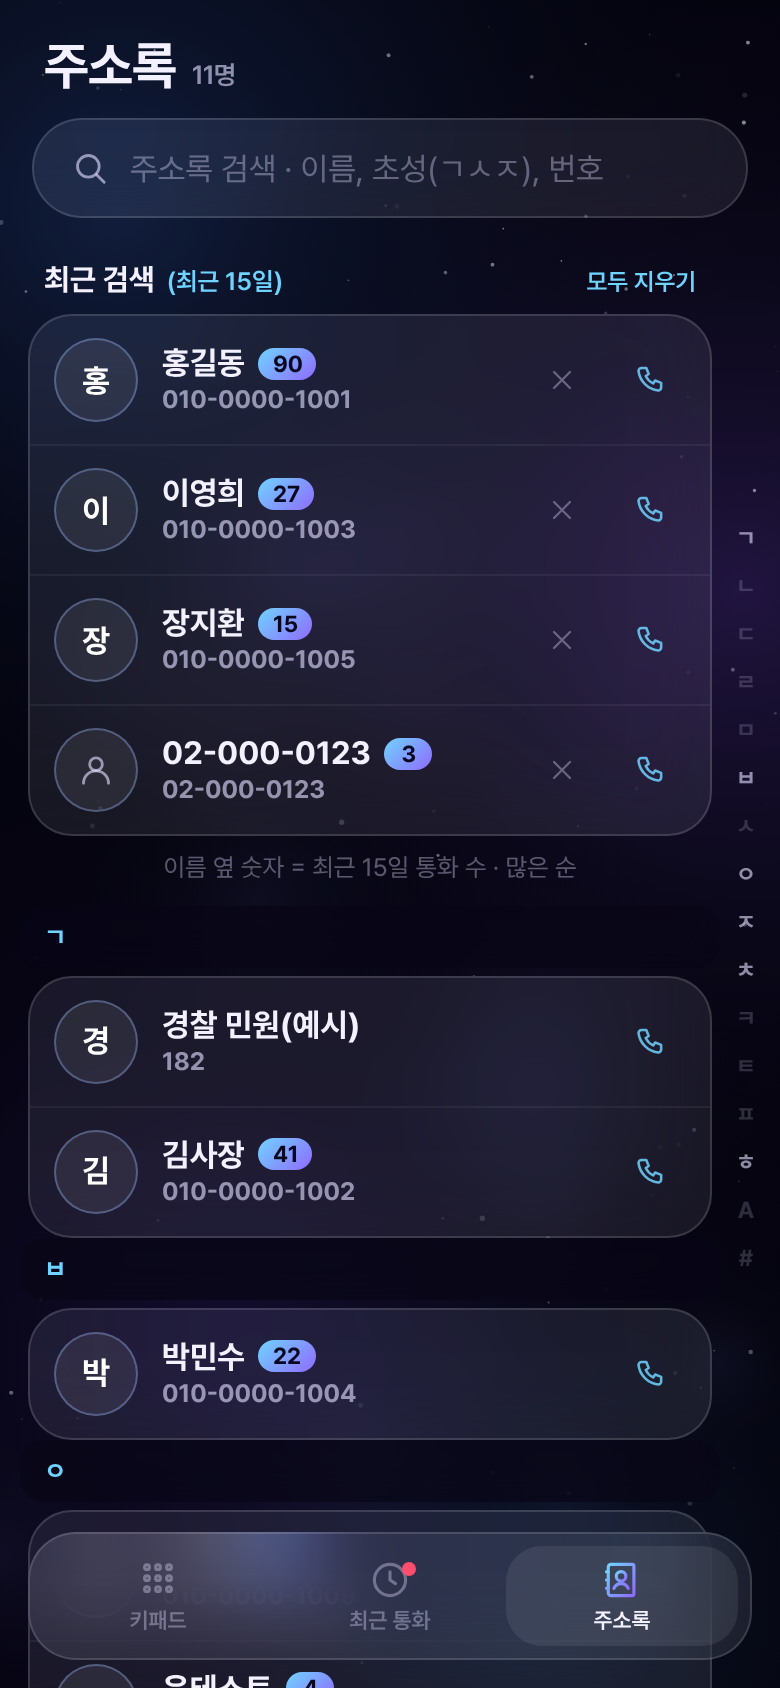 주소록 11명
주소록 검색 · 이름, 초성(ㄱㅅㅈ), 번호
최근 검색 (최근 15일) 모두 지우기
홍 홍길동 90
010-0000-1001
이 이영희 27
010-0000-1003
장 장지환 15
010-0000-1005
02-000-0123 3
02-000-0123
이름 옆 숫자 = 최근 15일 통화 수 · 많은 순
ㄱ
경 경찰 민원(예시)
182
김 김사장 41
010-0000-1002
ㅂ
박 박민수 22
010-0000-1004
ㅇ
키패드
최근 통화
주소록
4
ㄱ
ㄴ
ㄷ
ㄹ
ㅁ
ㅂ
ㅅ
ㅇ
ㅈ
ㅊ
ㅋ
ㅌ
ㅍ
ㅎ
A
#